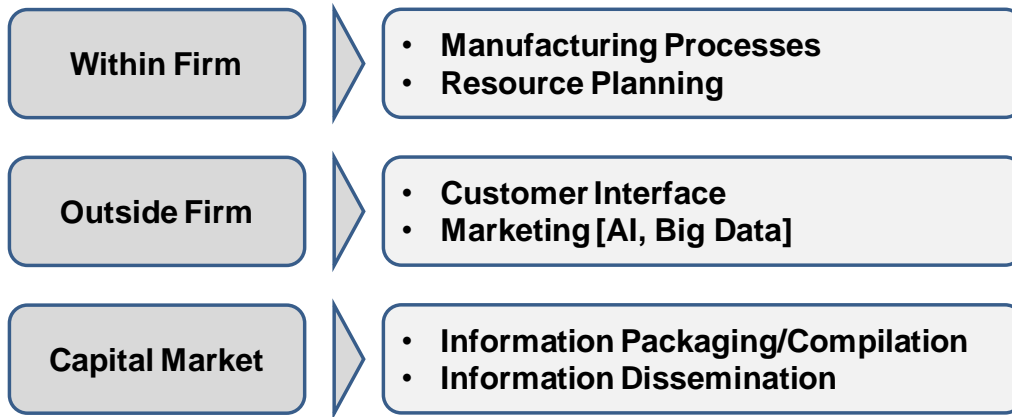 Within Firm
• Manufacturing Processes
• Resource Planning
Outside Firm
• Customer Interface
• Marketing [AI, Big Data]
Capital Market
• Information Packaging/Compilation
• Information Dissemination